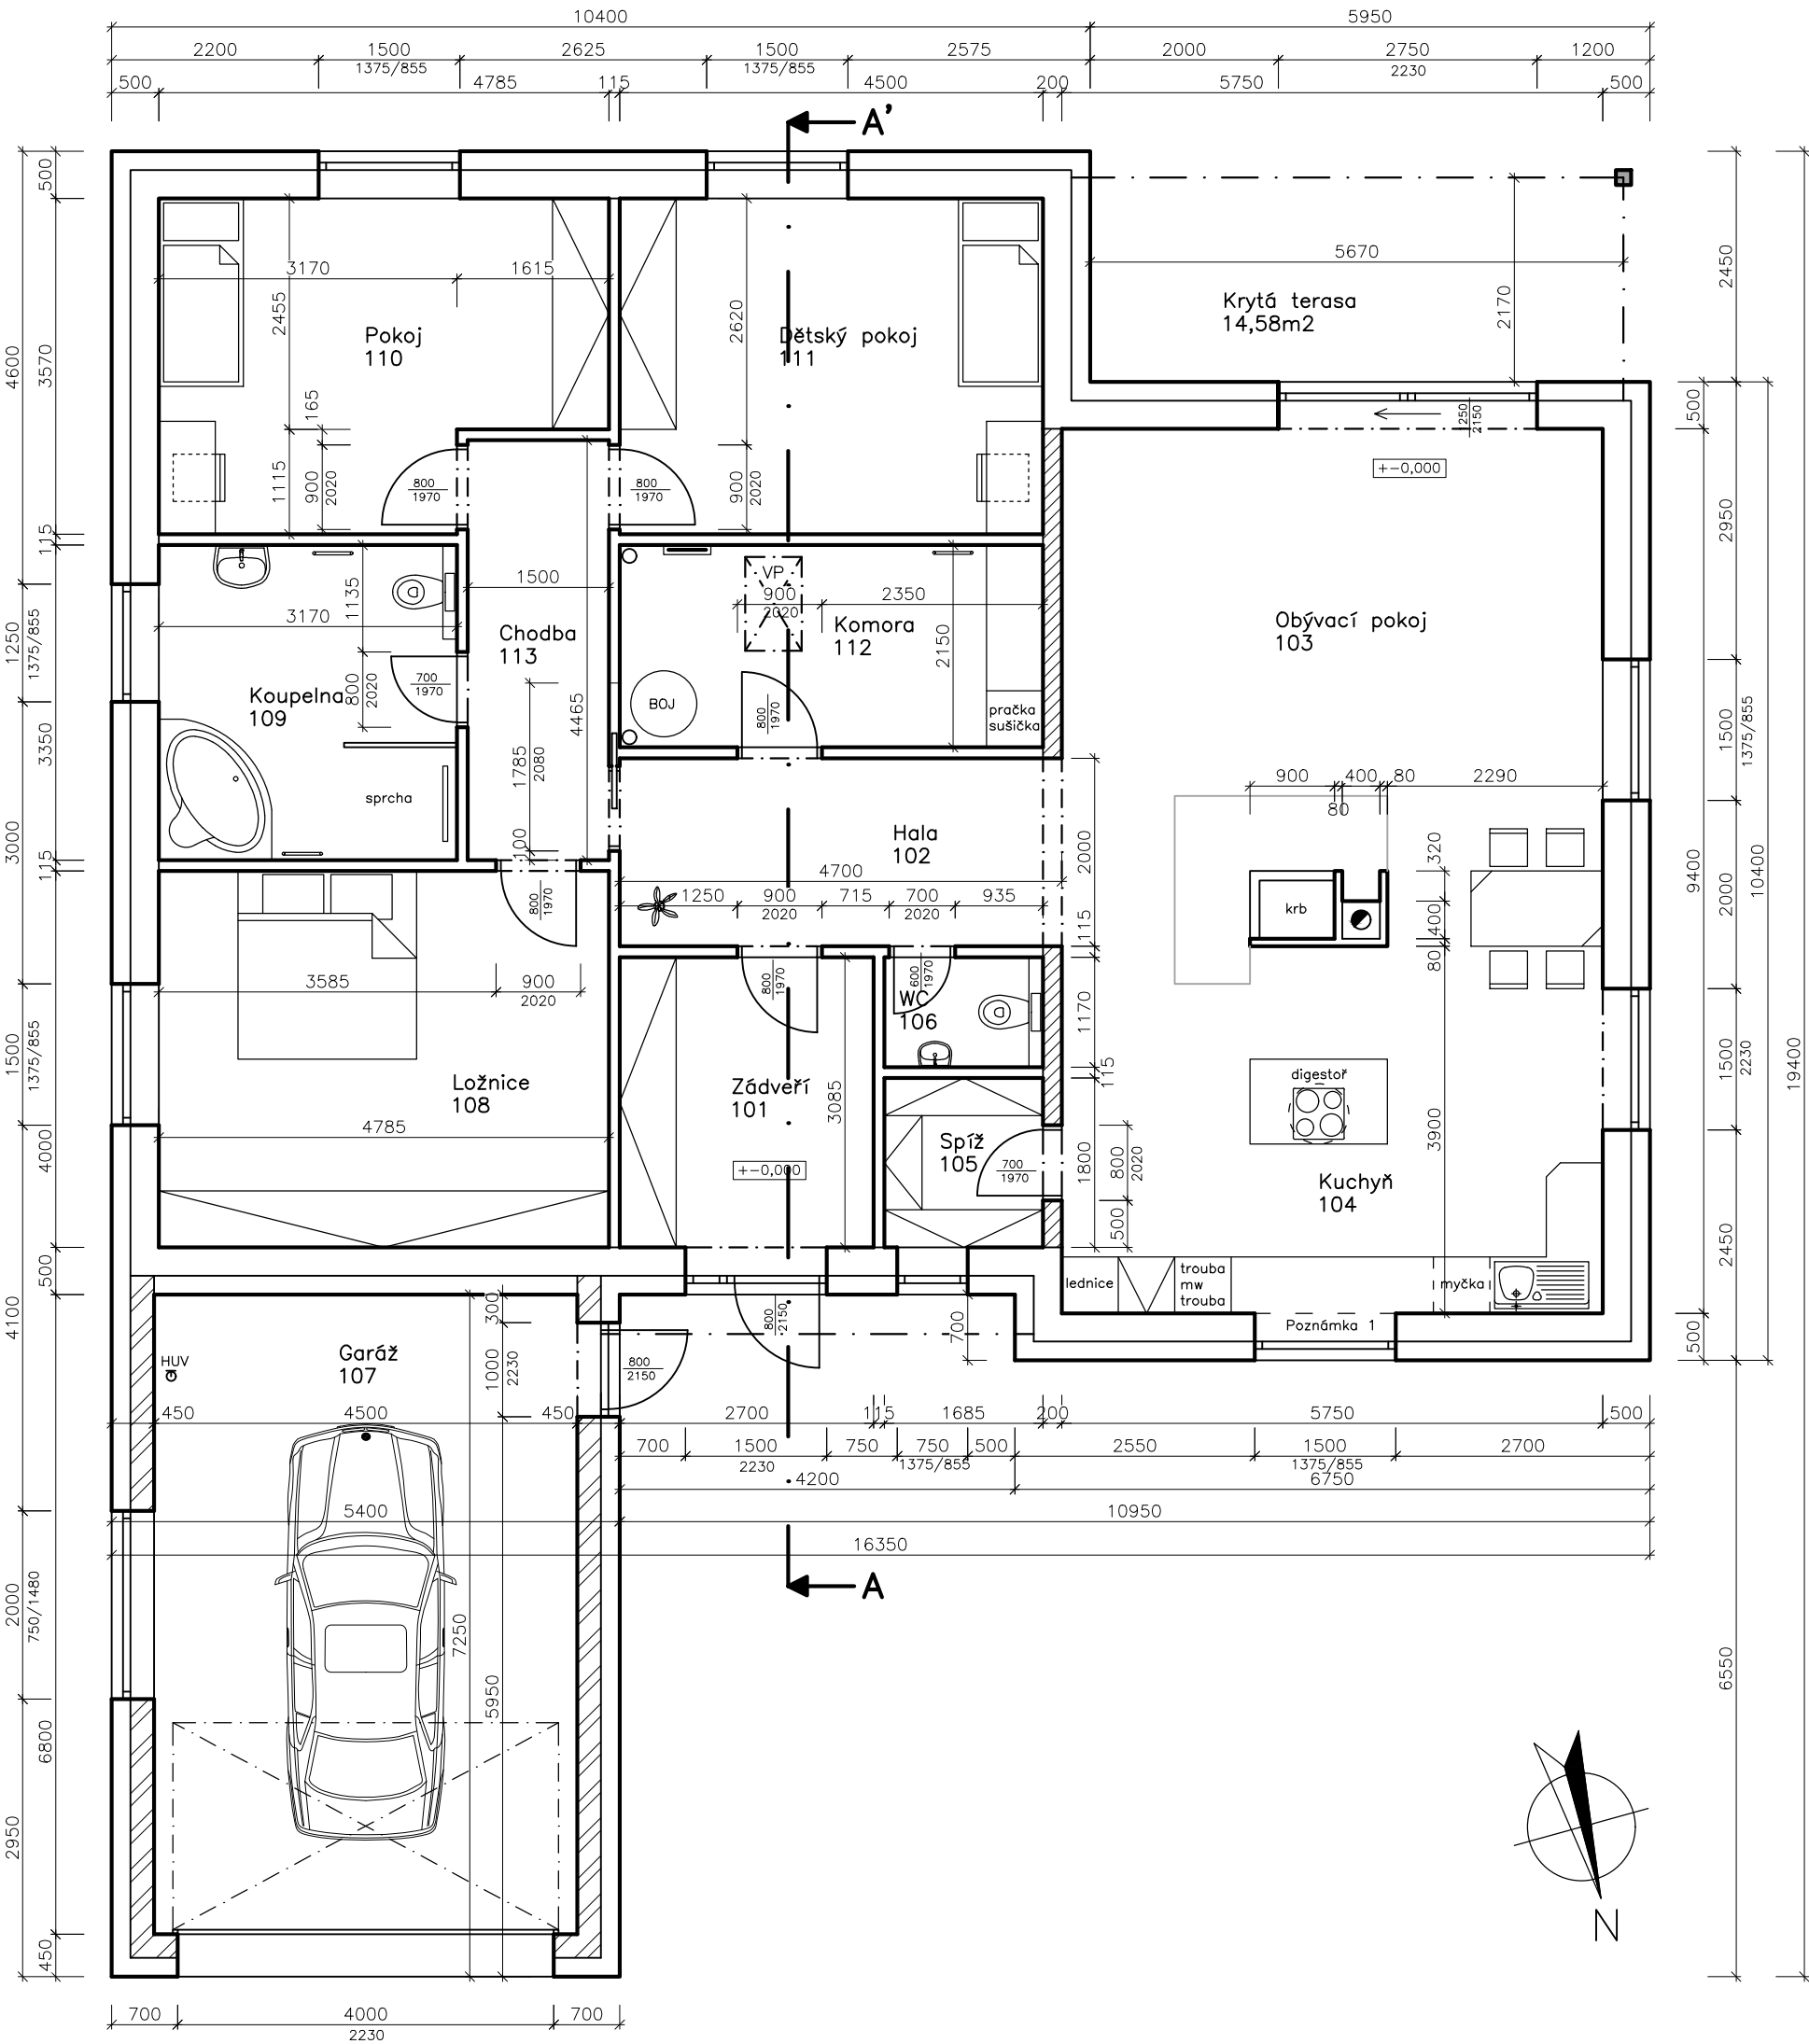 10400 5950
2200 1500 2625 1500 2575 2000 2750 1200
1375/855 1375/855 2230
500 4785 115 4500 200 5750 500
A'
A
500
3570
115
3350
115
4000
500
6800
450
4600
1250
1375/855
3000
1500
1375/855
4100
2000
750/1480
2950
2450
10400
6550
19400
500
2950
1500
1375/855
2000
9400
1500
2230
2450
500
3170 1615
2455
165
1115
900
2020
Pokoj
110
800
1970
2620
900
2020
Dětský pokoj
111
800
1970
5670
2170
Krytá terasa
14,58m2
1250
2150
+-0,000
Obývací pokoj
103
1135
3170
800
2020
700
1970
Koupelna
109
sprcha
1500
Chodba
113
4465
1785
2080
100
VP
900 2350
2020
Komora
112
2150
BOJ
800
1970
pračka
sušička
900 400 80 2290
80
320
400
80
krb
Hala
102
4700
1250 900 715 700 935
2020 2020
2000
115
1170
115
1800
800
2020
500
800
1970
3585 900
2020
Ložnice
108
4785
800
1970
Zádveří
101
3085
+-0,000
600
1970
WC
106
Spíž
105
700
1970
digestoř
3900
Kuchyň
104
lednice
trouba
mw
trouba
myčka
Poznámka 1
800
2150
700
300
1000
2230
800
2150
HUV
Garáž
107
450 4500 450 2700 115 1685 200 5750 500
700 1500 750 750 500 2550 1500 2700
2230 1375/855 1375/855
4200 6750
5400 10950
16350
7250
5950
A
N
700 4000 700
2230